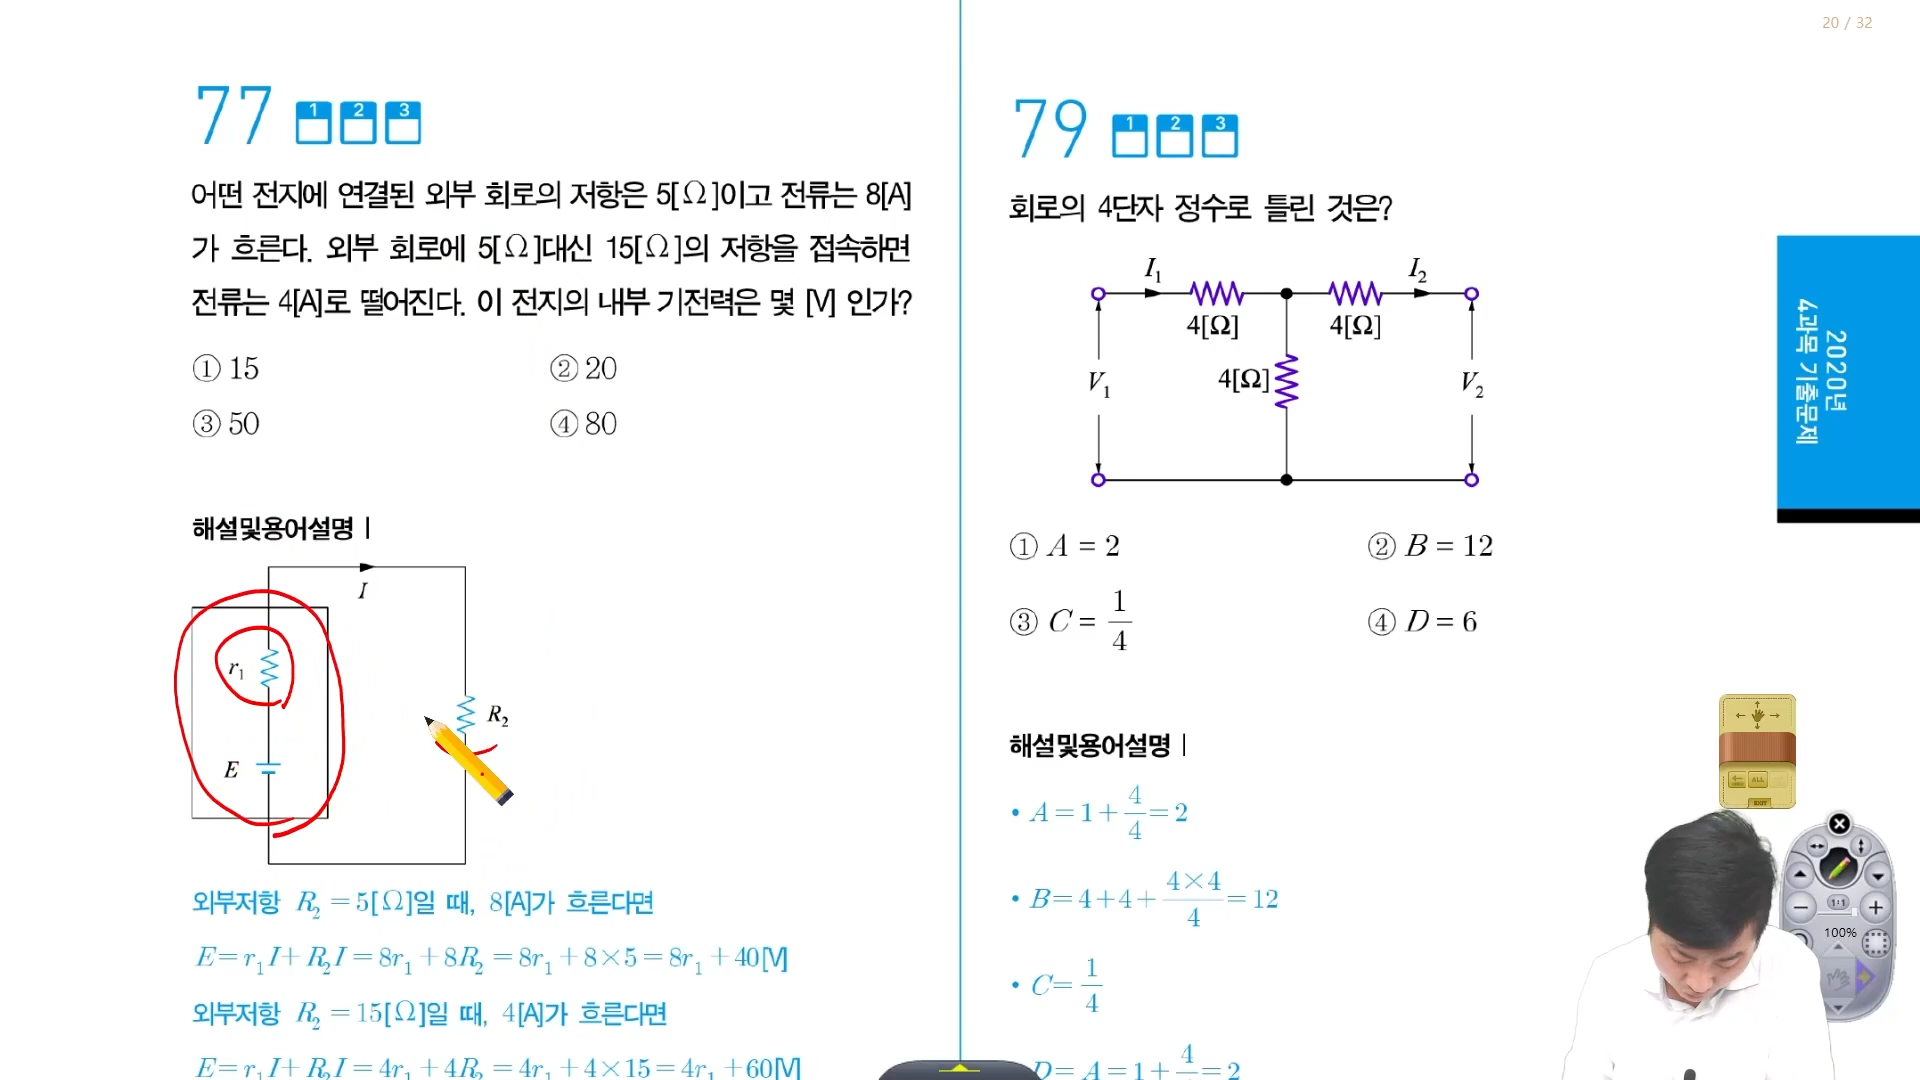 20 / 32
77 1 2 3
어떤 전지에 연결된 외부 회로의 저항은 5[Ω]이고 전류는 8[A]
가 흐른다. 외부 회로에 5[Ω]대신 15[Ω]의 저항을 접속하면
전류는 4[A]로 떨어진다. 이 전지의 내부 기전력은 몇 [V] 인가?
① 15 ② 20
③ 50 ④ 80
해설및용어설명 |
I
r₁
E
R₂
외부저항 R₂ = 5[Ω]일 때, 8[A]가 흐른다면
E = r₁I + R₂I = 8r₁ + 8R₂ = 8r₁ + 8×5 = 8r₁ + 40[V]
외부저항 R₂ = 15[Ω]일 때, 4[A]가 흐른다면
E = r₁I + R₂I = 4r₁ + 4R₂ = 4r₁ + 4×15 = 4r₁ + 60[V]
79 1 2 3
회로의 4단자 정수로 틀린 것은?
I₁ I₂
4[Ω] 4[Ω]
V₁ 4[Ω] V₂
① A = 2 ② B = 12
③ C = 1/4 ④ D = 6
해설및용어설명 |
• A = 1 + 4/4 = 2
• B = 4 + 4 + 4×4/4 = 12
• C = 1/4
D = A = 1 + 4/4 = 2
2020년
4과목 기출문제
ALL
EXIT
1:1
100%